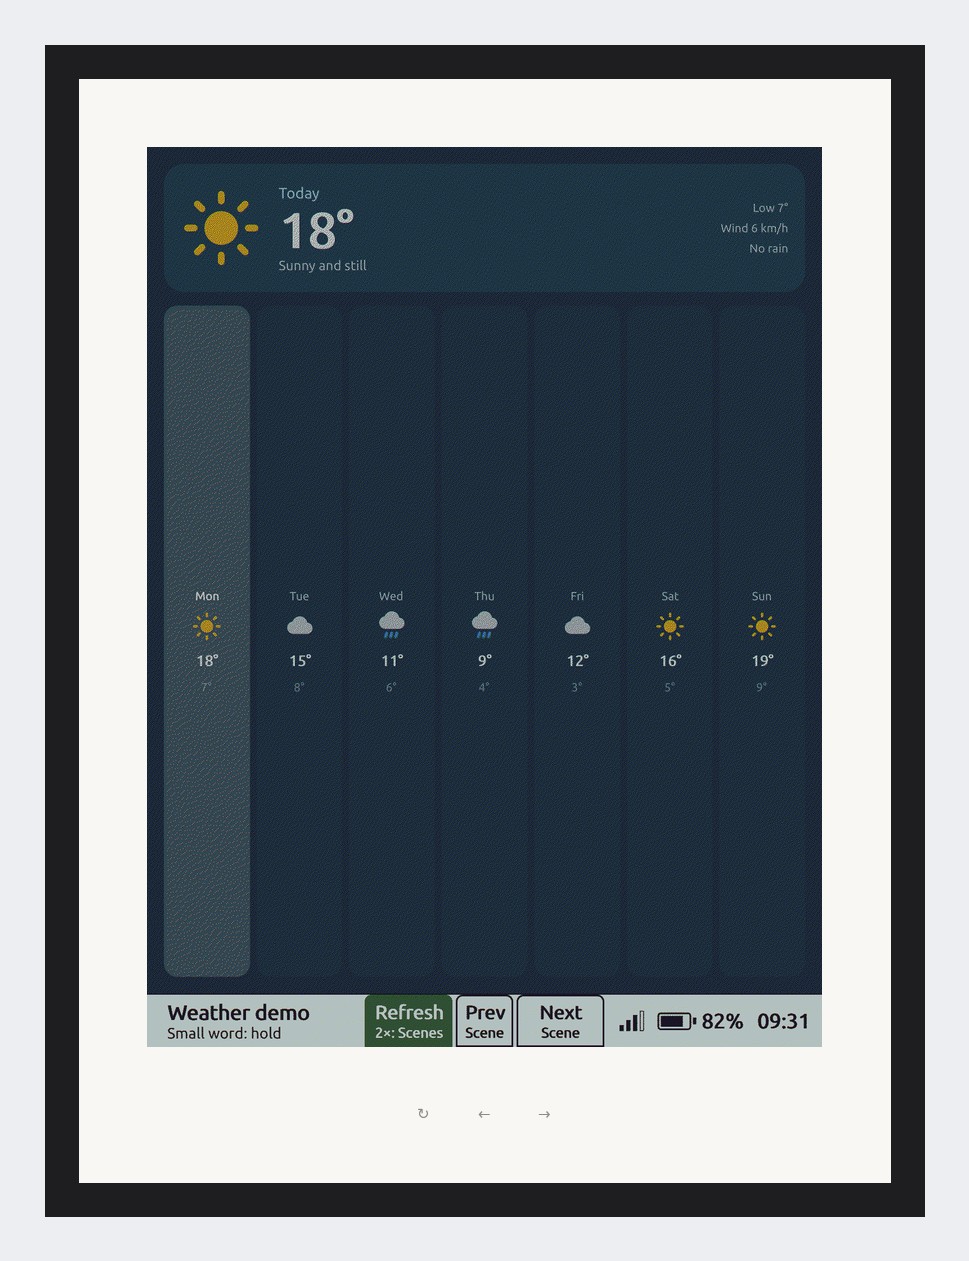 Today
18°
Sunny and still
Low 7°
Wind 6 km/h
No rain
Mon Tue Wed Thu Fri Sat Sun
18° 15° 11° 9° 12° 16° 19°
7° 8° 6° 4° 3° 5° 9°
Weather demo
Small word: hold
Refresh
2×: Scenes
Prev
Scene
Next
Scene
82% 09:31
↻ ← →